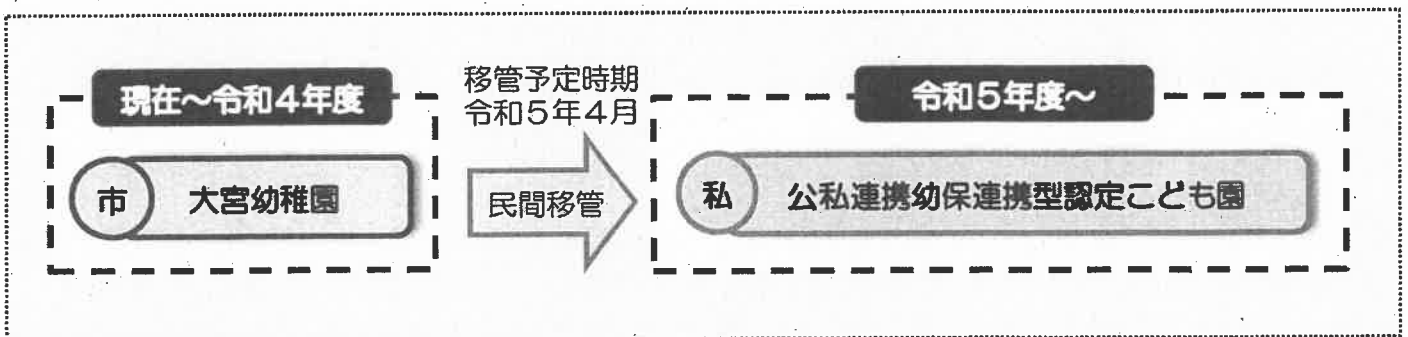 現在～令和4年度
市 大宮幼稚園
移管予定時期
令和5年4月
民間移管
令和5年度～
私 公私連携幼保連携型認定こども園